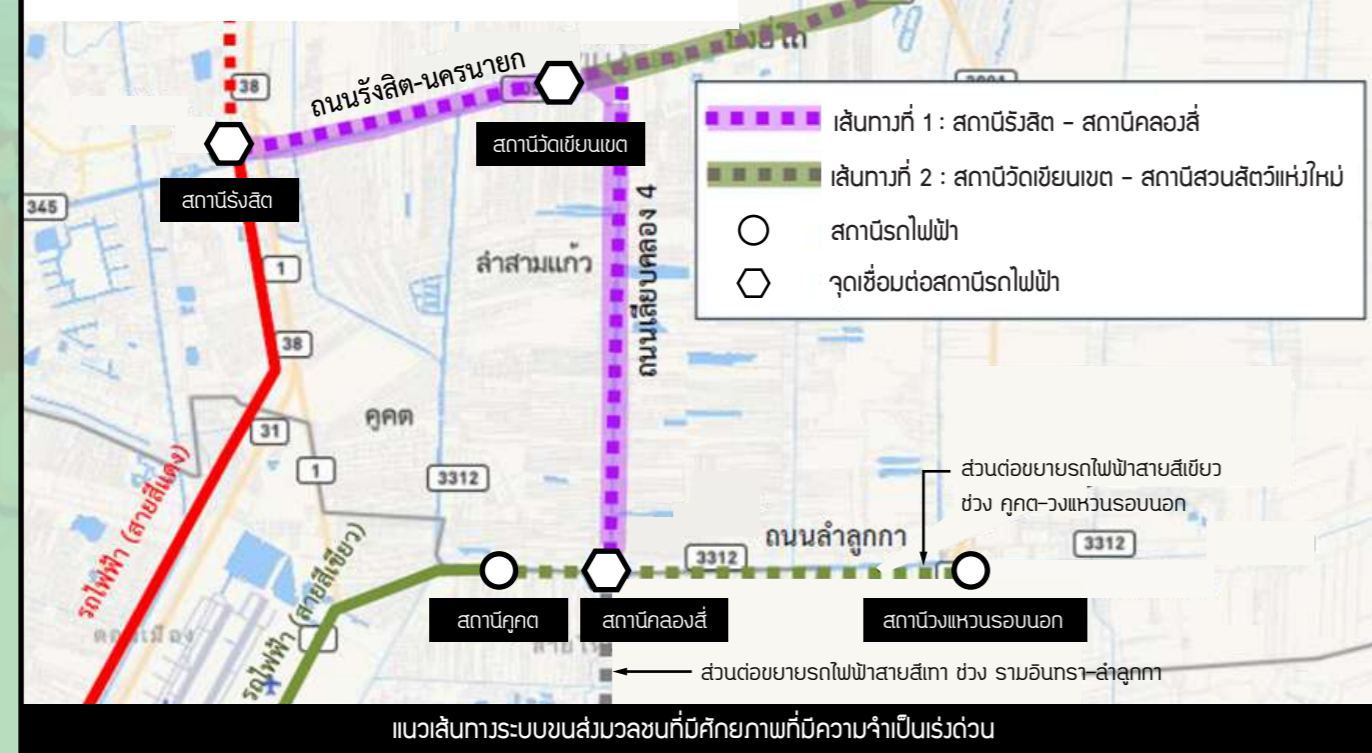 38
ถนนรังสิต-นครนายก
สถานีวัดเขียนเขต
สถานีรังสิต
345
เส้นทางที่ 1 : สถานีรังสิต – สถานีคลองสี่
เส้นทางที่ 2 : สถานีวัดเขียนเขต – สถานีสวนสัตว์แห่งใหม่
สถานีรถไฟฟ้า
จุดเชื่อมต่อสถานีรถไฟฟ้า
1
ลำสามแก้ว
ถนนเลียบคลอง 4
38
คูคต
31
1
3312
รถไฟฟ้า (สายสีแดง)
ส่วนต่อขยายรถไฟฟ้าสายสีเขียว
ช่วง คูคต-วงแหวนรอบนอก
ถนนลำลูกกา
3312
3312
รถไฟฟ้า (สายสีเขียว)
สถานีคูคต
สถานีคลองสี่
สถานีวงแหวนรอบนอก
ดอนเมือง
ส่วนต่อขยายรถไฟฟ้าสายสีเทา ช่วง รามอินทรา-ลำลูกกา
แนวเส้นทางระบบขนส่งมวลชนที่มีศักยภาพที่มีความจำเป็นเร่งด่วน